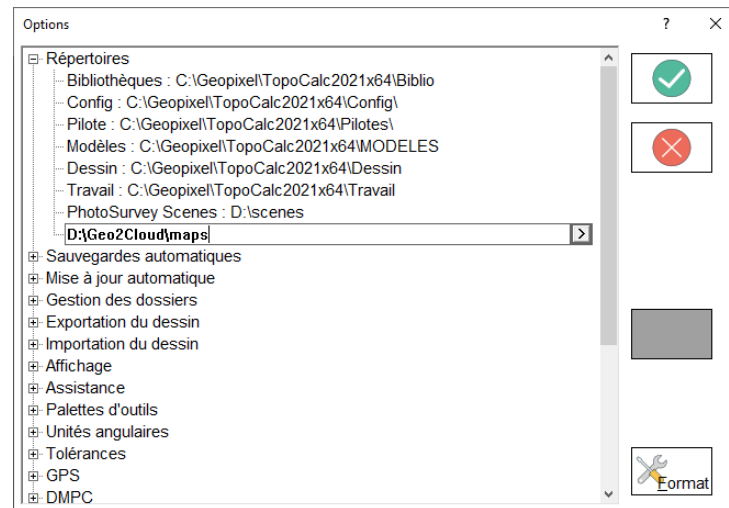 Options
Répertoires
Bibliothèques : C:\Geopixel\TopoCalc2021x64\Biblio
Config : C:\Geopixel\TopoCalc2021x64\Config\
Pilote : C:\Geopixel\TopoCalc2021x64\Pilotes\
Modèles : C:\Geopixel\TopoCalc2021x64\MODELES
Dessin : C:\Geopixel\TopoCalc2021x64\Dessin
Travail : C:\Geopixel\TopoCalc2021x64\Travail
PhotoSurvey Scenes : D:\scenes
D:\Geo2Cloud\maps
Sauvegardes automatiques
Mise à jour automatique
Gestion des dossiers
Exportation du dessin
Importation du dessin
Affichage
Assistance
Palettes d'outils
Unités angulaires
Tolérances
GPS
DMPC
Format